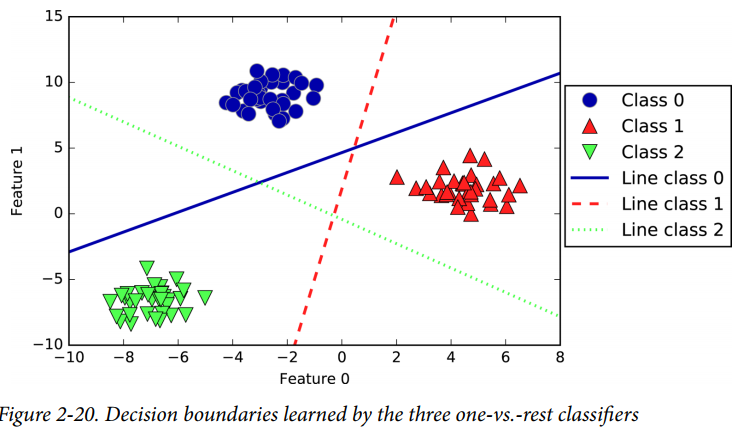 15
10
5
0
−5
−10
Feature 1
−10
−8
−6
−4
−2
0
2
4
6
8
Feature 0
Class 0
Class 1
Class 2
Line class 0
Line class 1
Line class 2
Figure 2-20. Decision boundaries learned by the three one-vs.-rest classifiers